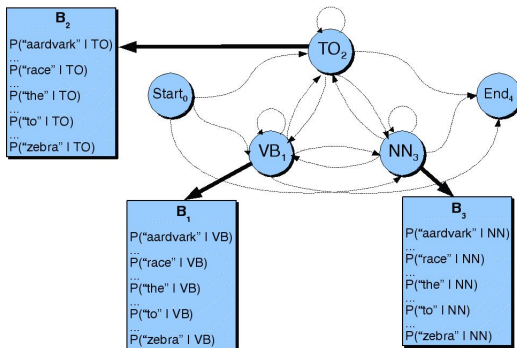 B2
P("aardvark" | TO)
...
P("race" | TO)
...
P("the" | TO)
...
P("to" | TO)
...
P("zebra" | TO)
TO2
Start0
End4
VB1
NN3
B1
P("aardvark" | VB)
...
P("race" | VB)
...
P("the" | VB)
...
P("to" | VB)
...
P("zebra" | VB)
B3
P("aardvark" | NN)
...
P("race" | NN)
...
P("the" | NN)
...
P("to" | NN)
...
P("zebra" | NN)